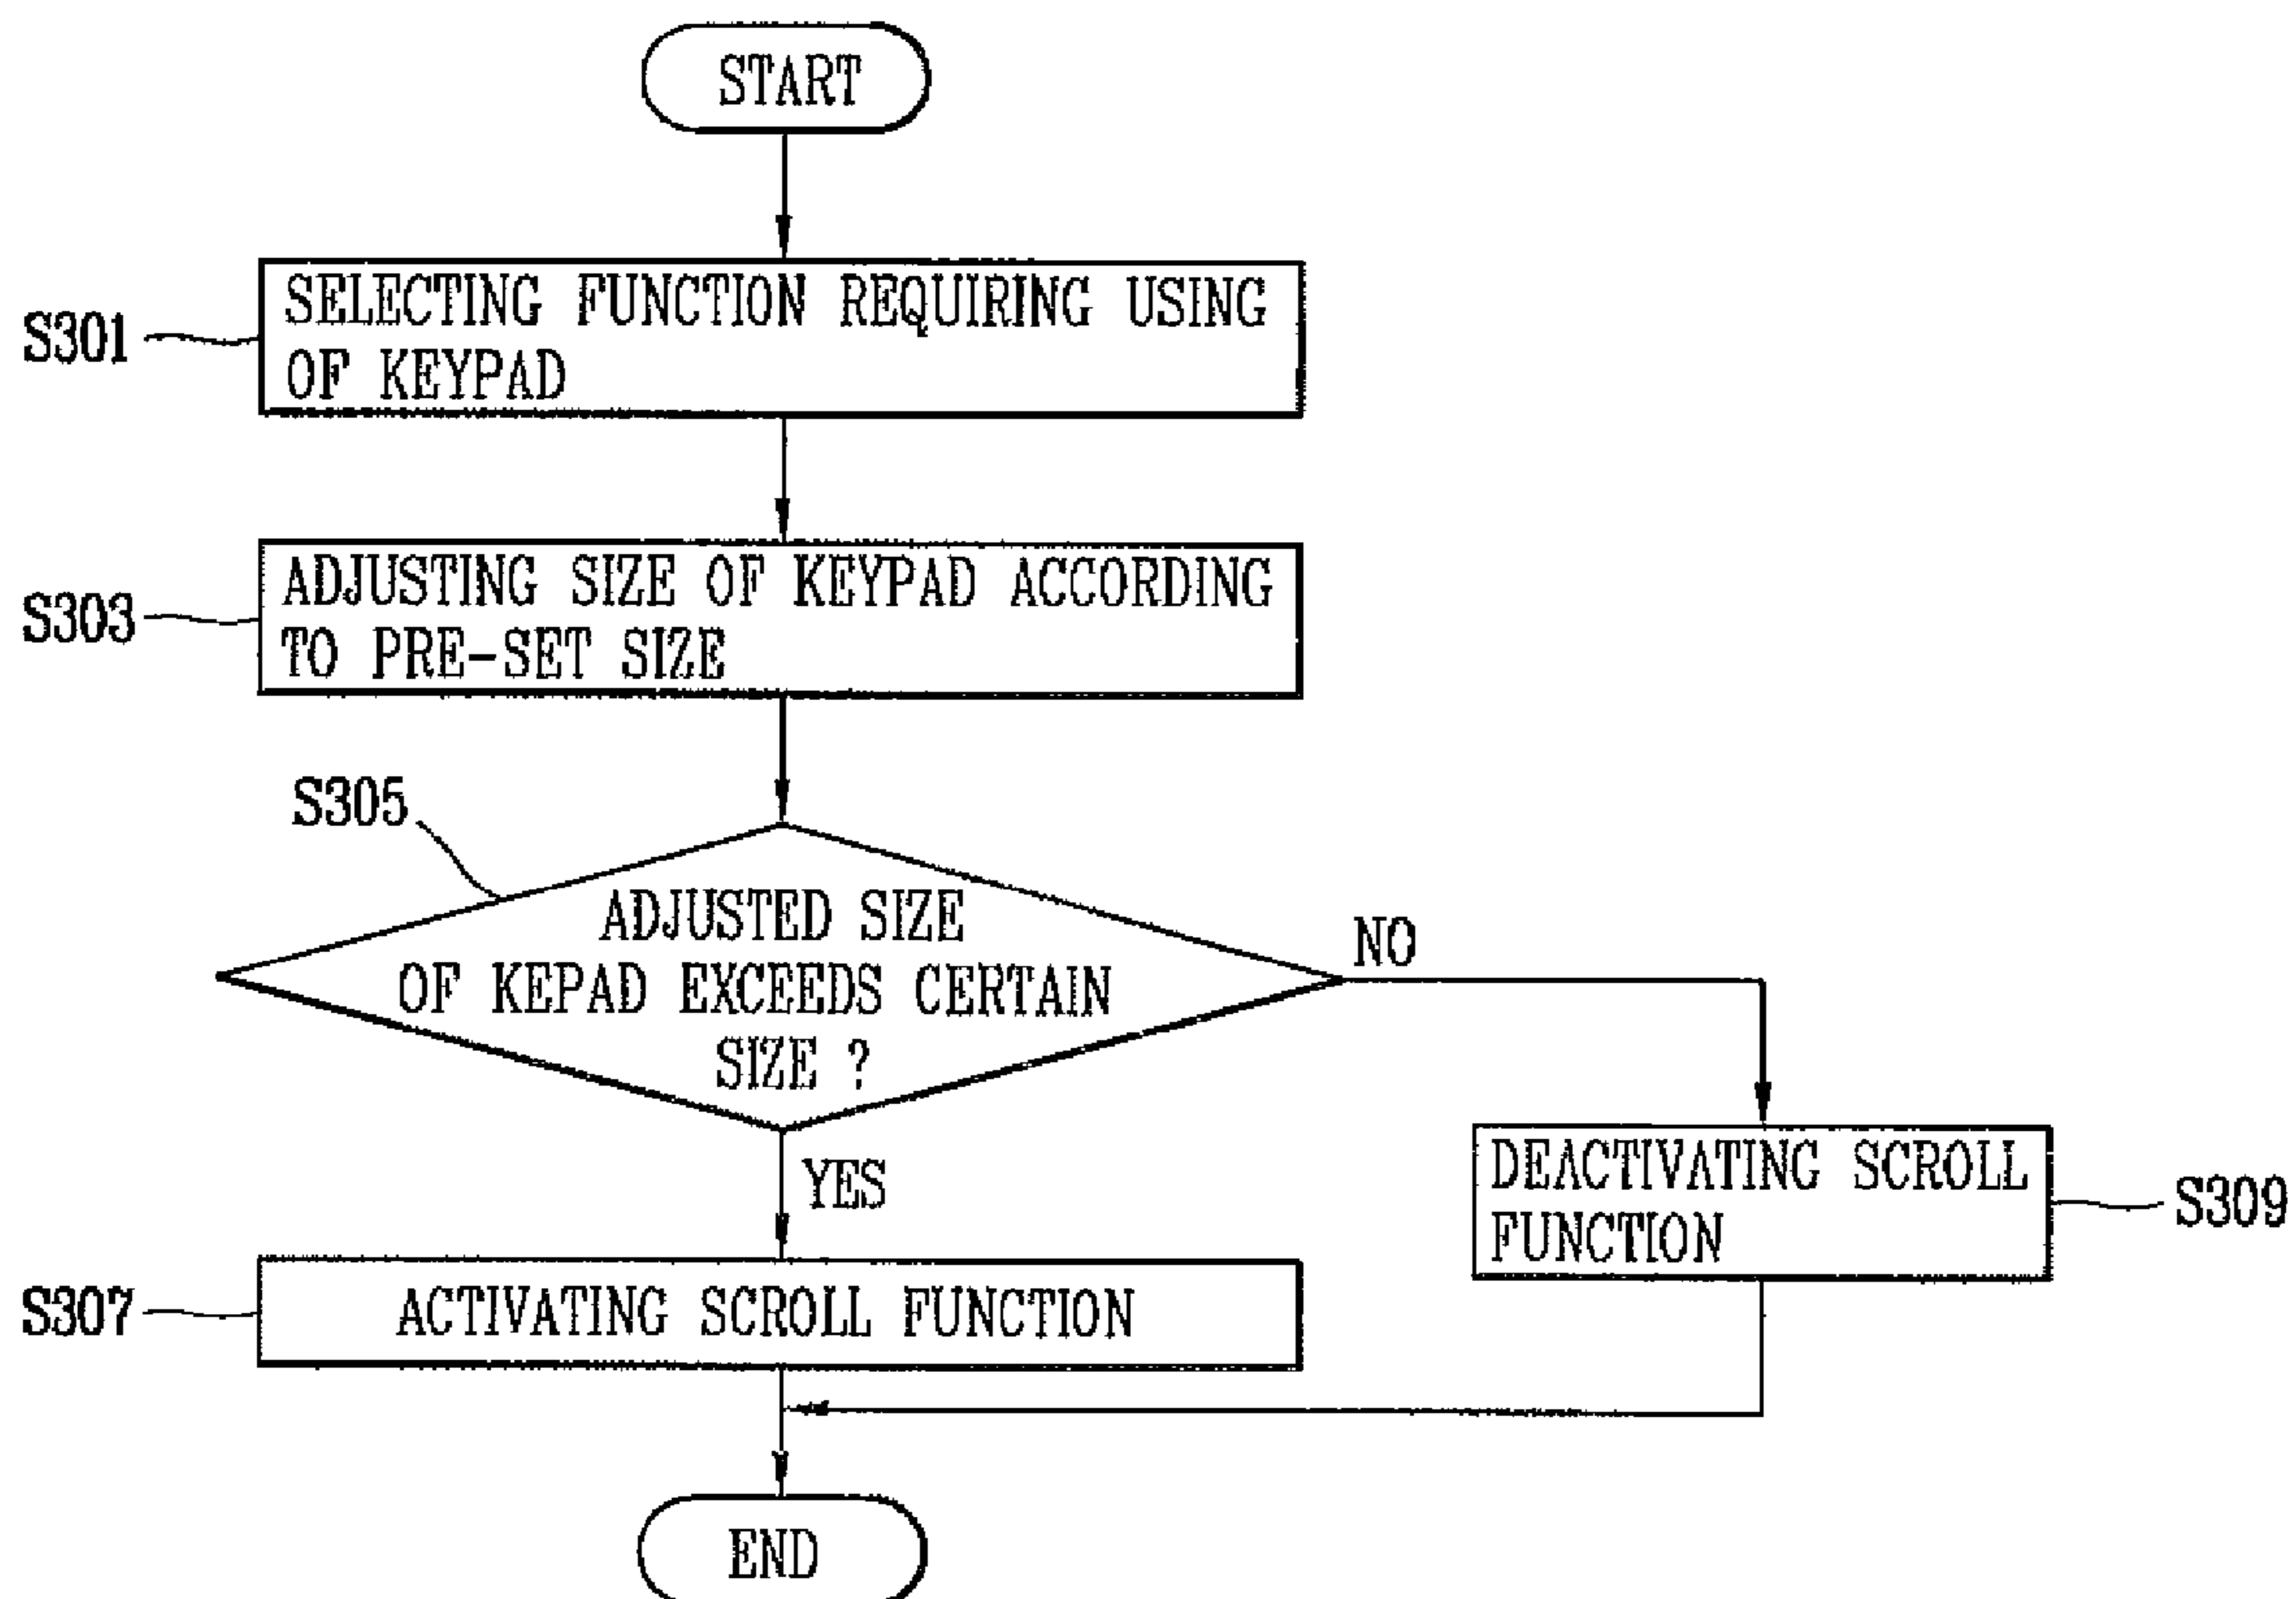 START
S301
SELECTING FUNCTION REQUIRING USING
OF KEYPAD
S303
ADJUSTING SIZE OF KEYPAD ACCORDING
TO PRE-SET SIZE
S305
ADJUSTED SIZE
OF KEPAD EXCEEDS CERTAIN
SIZE ?
NO
YES
DEACTIVATING SCROLL
FUNCTION
S309
S307
ACTIVATING SCROLL FUNCTION
END